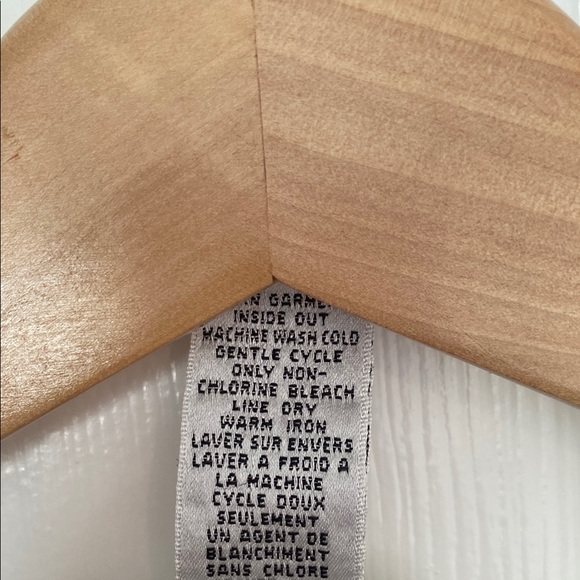 GARMEN
INSIDE OUT
MACHINE WASH COLD
GENTLE CYCLE
ONLY NON-
CHLORINE BLEACH
LINE DRY
WARM IRON
LAVER SUR ENVERS
LAVER A FROID A
LA MACHINE
CYCLE DOUX
SEULEMENT
UN AGENT DE
BLANCHIMENT
SANS CHLORE